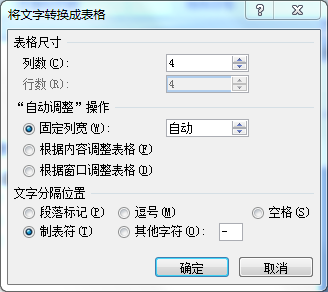 将文字转换成表格
表格尺寸
列数(C): 4
行数(R): 4
“自动调整”操作
固定列宽(W): 自动
根据内容调整表格(F)
根据窗口调整表格(D)
文字分隔位置
段落标记(P) 逗号(M) 空格(S)
制表符(T) 其他字符(O): -
确定 取消